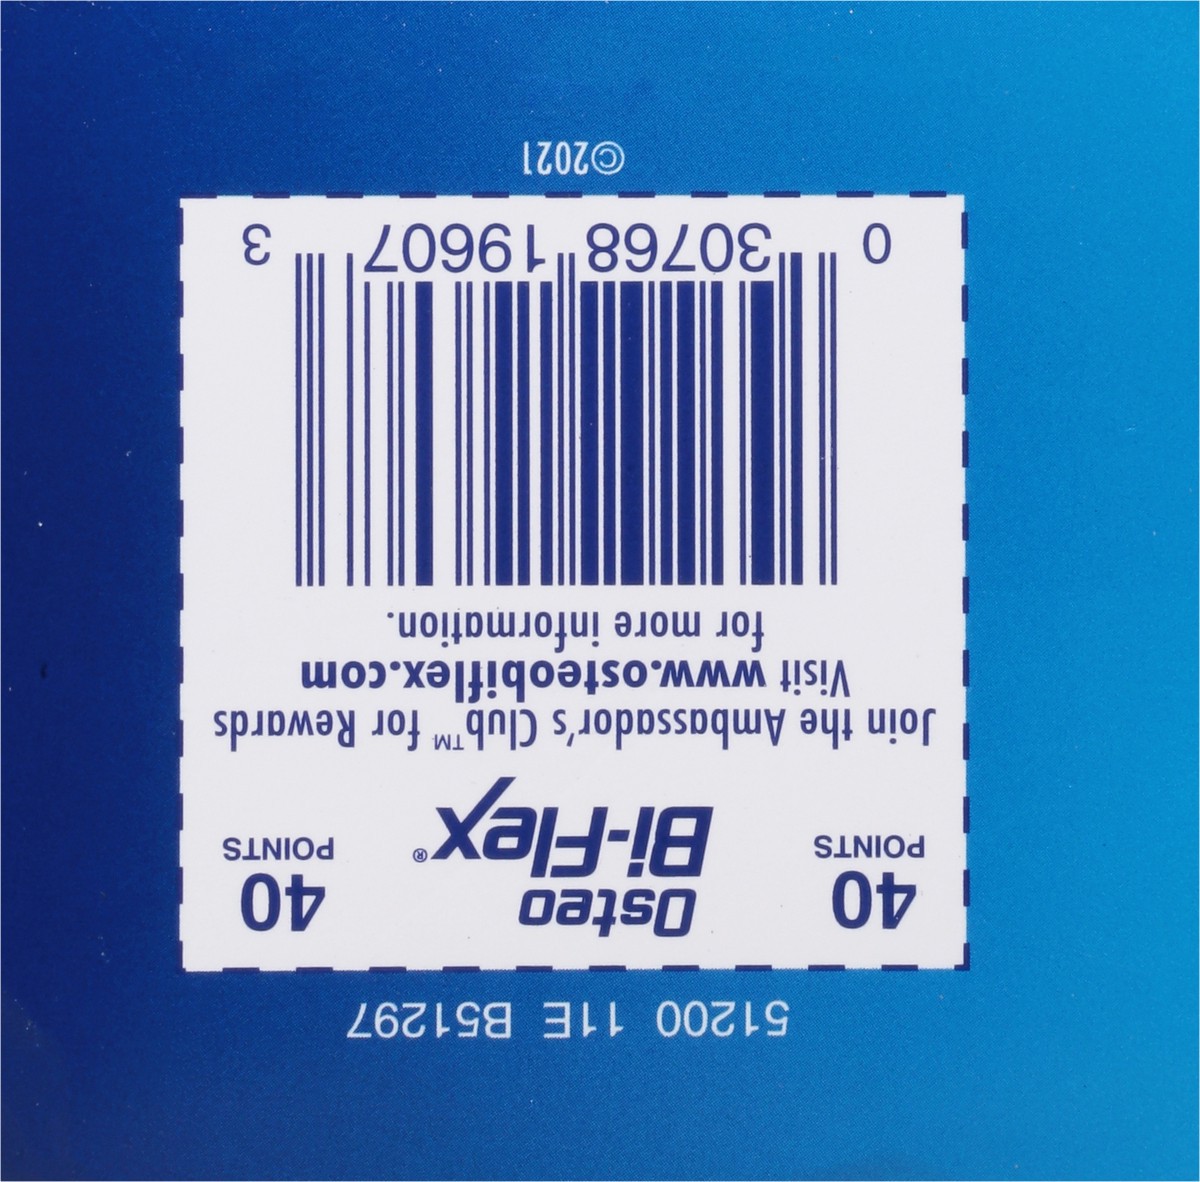 51200 11E B51297
40 POINTS
Osteo
Bi-Flex®
40 POINTS
Join the Ambassador's Club™ for Rewards
Visit www.osteobiflex.com
for more information.
0 30768 19607 3
©2021